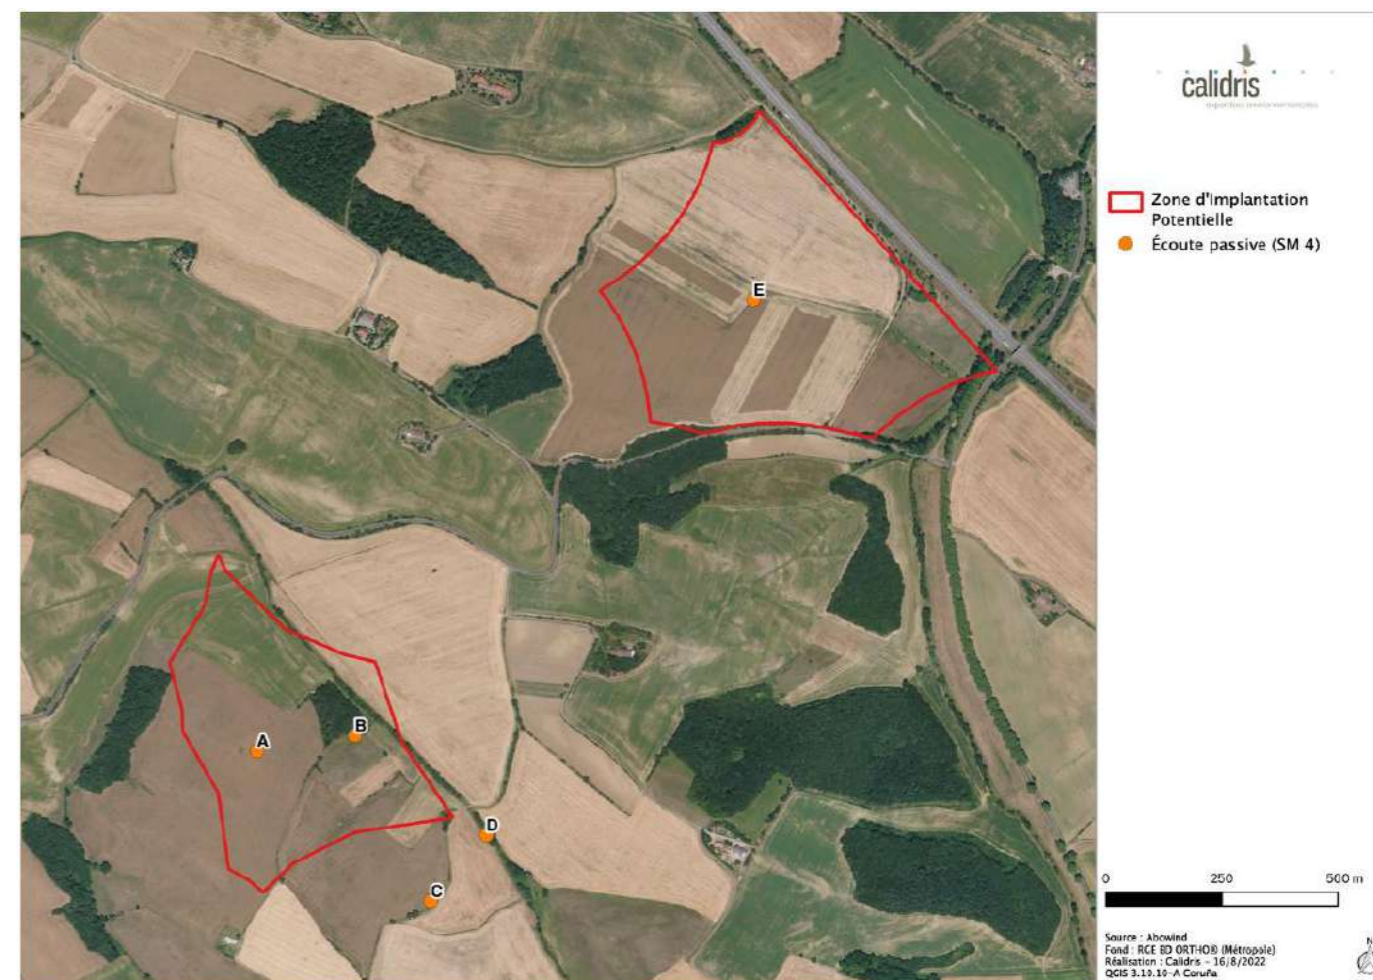 calidris
Zone d'Implantation
Potentielle
Écoute passive (SM 4)
E
A
B
D
C
0 250 500 m
Source : Abowind
Fond : RGE BD ORTHO® (Métropole)
Réalisation : Calidris - 16/8/2022
QGIS 3.10.10-A Coruña
N